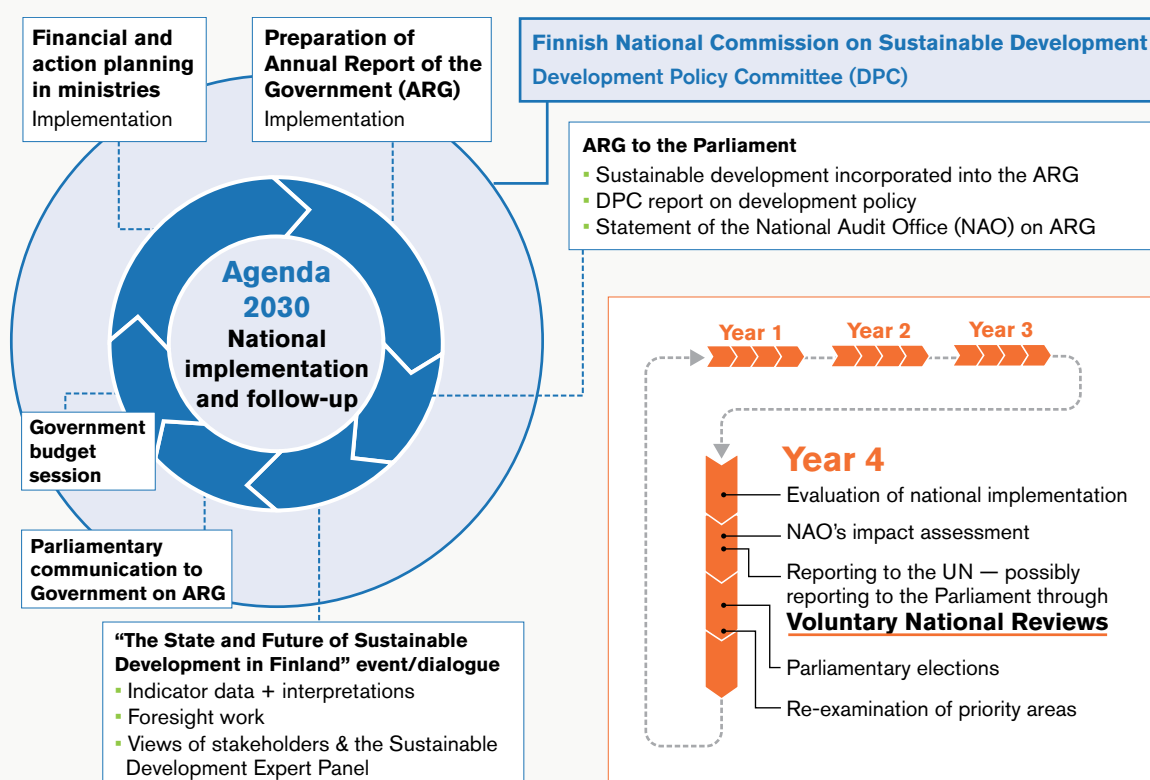 Financial and
action planning
in ministries
Implementation
Preparation of
Annual Report of the
Government (ARG)
Implementation
Finnish National Commission on Sustainable Development
Development Policy Committee (DPC)
ARG to the Parliament
▪ Sustainable development incorporated into the ARG
▪ DPC report on development policy
▪ Statement of the National Audit Office (NAO) on ARG
Agenda
2030
National
implementation
and follow-up
Government
budget
session
Parliamentary
communication to
Government on ARG
“The State and Future of Sustainable
Development in Finland” event/dialogue
▪ Indicator data + interpretations
▪ Foresight work
▪ Views of stakeholders & the Sustainable
Development Expert Panel
Year 1
Year 2
Year 3
Year 4
Evaluation of national implementation
NAO’s impact assessment
Reporting to the UN — possibly
reporting to the Parliament through
Voluntary National Reviews
Parliamentary elections
Re-examination of priority areas